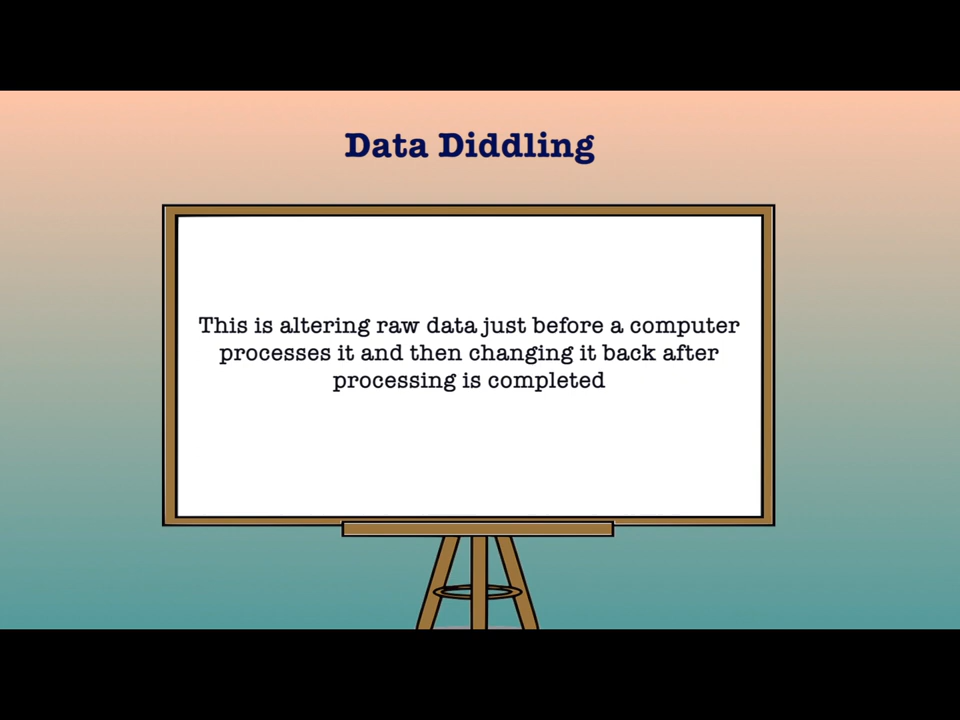 Data Diddling
This is altering raw data just before a computer
processes it and then changing it back after
processing is completed